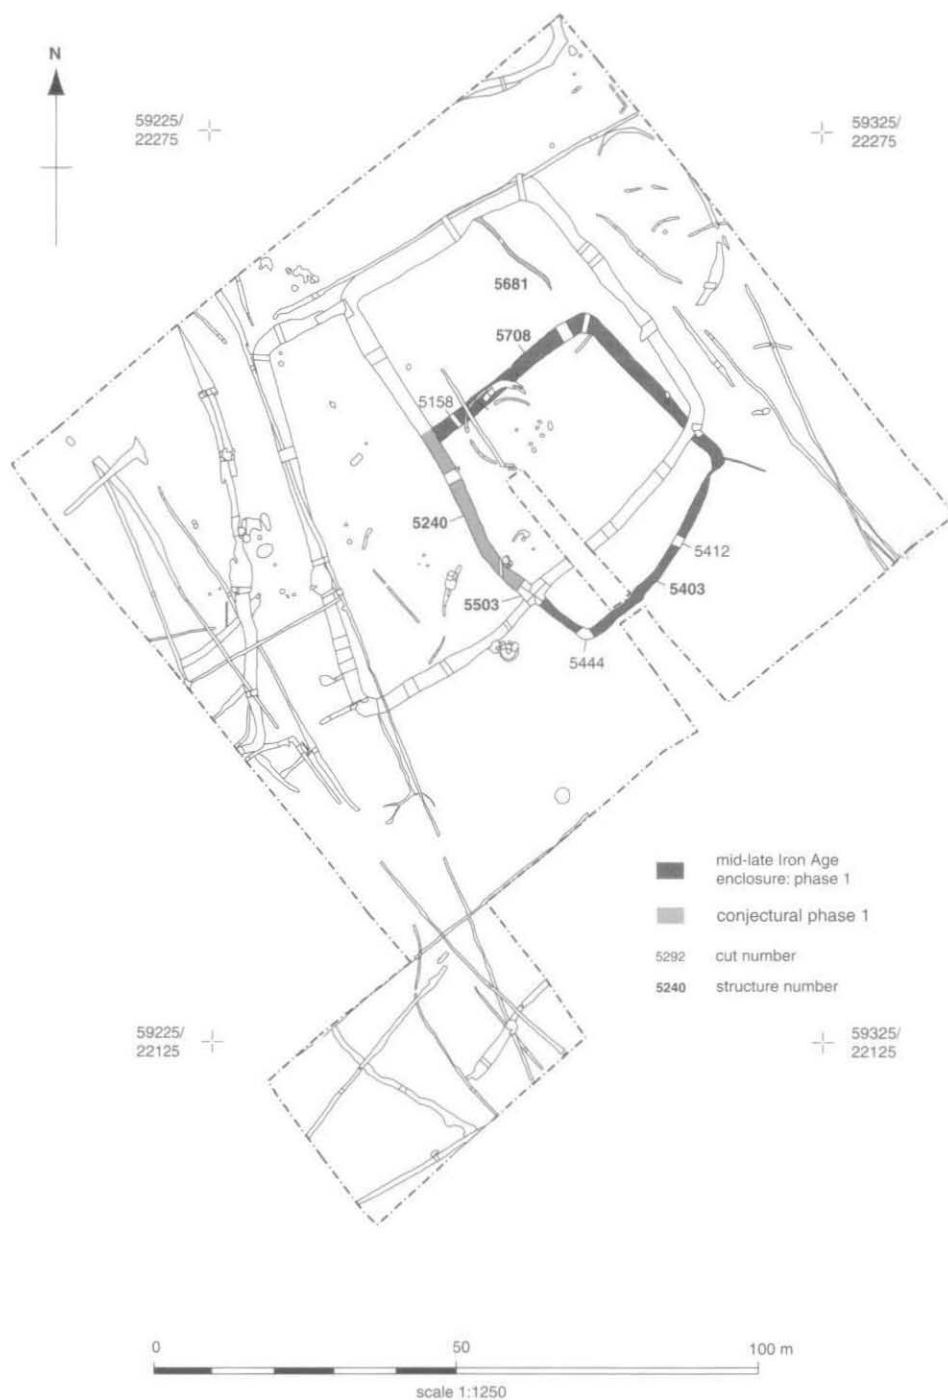 N
59225/
22275
59325/
22275
5681
5708
5158
5240
5412
5503
5403
5444
mid-late Iron Age
enclosure: phase 1
conjectural phase 1
5292 cut number
5240 structure number
59225/
22125
59325/
22125
0 50 100 m
scale 1:1250